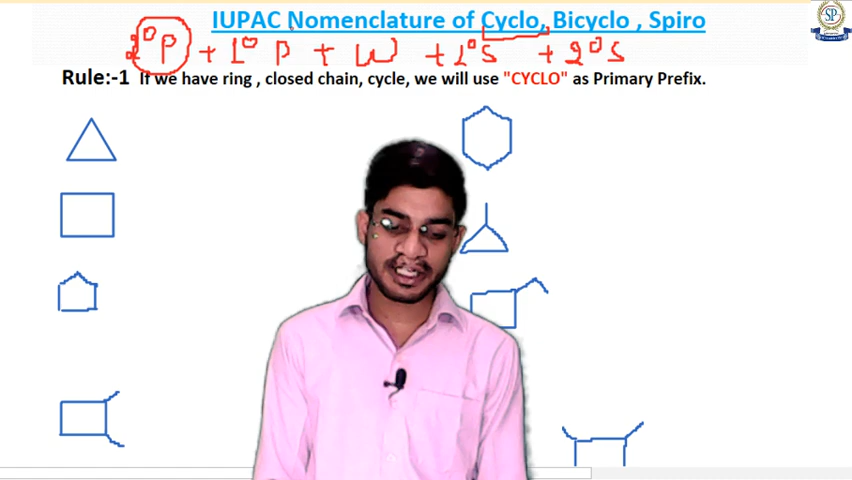 IUPAC Nomenclature of Cyclo, Bicyclo , Spiro
2° P + 1° P + W + 1° S + 2° S
Rule:-1 If we have ring , closed chain, cycle, we will use "CYCLO" as Primary Prefix.
SP